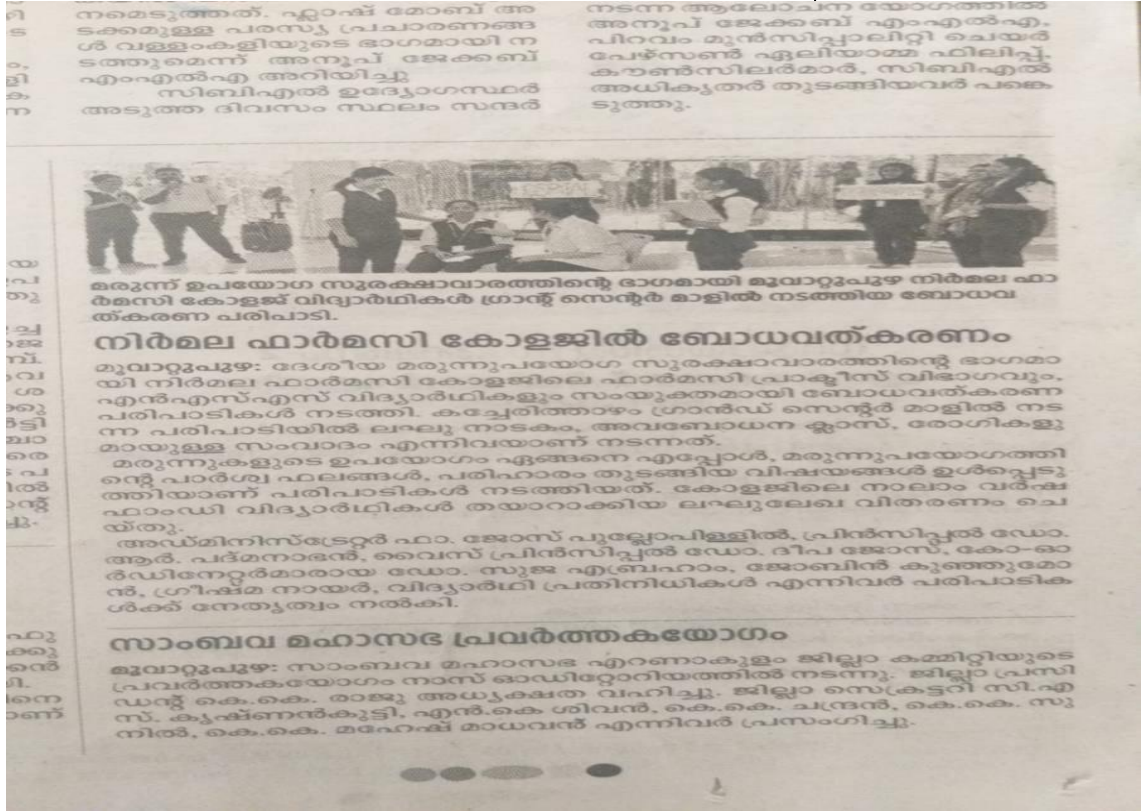 നമെടുത്തത്. ഫ്ലാഷ് മോബ് അ
ടക്കമുള്ള പരസ്യ പ്രചാരണങ്ങ
ൾ വള്ളംകളിയുടെ ഭാഗമായി ന
ടത്തുമെന്ന് അനൂപ് ജേക്കബ്
എംഎൽഎ അറിയിച്ചു
സിബിഎൽ ഉദ്യോഗസ്ഥർ
അടുത്ത ദിവസം സ്ഥലം സന്ദർ
നടന്ന ആലോചന യോഗത്തിൽ
അനൂപ് ജേക്കബ് എംഎൽഎ,
പിറവം മുൻസിപ്പാലിറ്റി ചെയർ
പേഴ്സൺ ഏലിയാമ്മ ഫിലിപ്പ്,
കൗൺസിലർമാർ, സിബിഎൽ
അധികൃതർ തുടങ്ങിയവർ പങ്കെ
ടുത്തു.
മരുന്ന് ഉപയോഗ സുരക്ഷാവാരത്തിന്റെ ഭാഗമായി മൂവാറ്റുപുഴ നിർമല ഫാ
ർമസി കോളജ് വിദ്യാർഥികൾ ഗ്രാന്റ് സെന്റർ മാളിൽ നടത്തിയ ബോധവ
ത്കരണ പരിപാടി.
നിർമല ഫാർമസി കോളജിൽ ബോധവത്കരണം
മൂവാറ്റുപുഴ: ദേശീയ മരുന്നുപയോഗ സുരക്ഷാവാരത്തിന്റെ ഭാഗമാ
യി നിർമല ഫാർമസി കോളജിലെ ഫാർമസി പ്രാക്ടീസ് വിഭാഗവും,
എൻഎസ്എസ് വിദ്യാർഥികളും സംയുക്തമായി ബോധവത്കരണ
പരിപാടികൾ നടത്തി. കച്ചേരിത്താഴം ഗ്രാൻഡ് സെന്റർ മാളിൽ നട
ന്ന പരിപാടിയിൽ ലഘു നാടകം, അവബോധന ക്ലാസ്, രോഗികളു
മായുള്ള സംവാദം എന്നിവയാണ് നടന്നത്.
മരുന്നുകളുടെ ഉപയോഗം ഏങ്ങനെ എപ്പോൾ, മരുന്നുപയോഗത്തി
ന്റെ പാർശ്വ ഫലങ്ങൾ, പരിഹാരം തുടങ്ങിയ വിഷയങ്ങൾ ഉൾപ്പെടു
ത്തിയാണ് പരിപാടികൾ നടത്തിയത്. കോളജിലെ നാലാം വർഷ
ഫാംഡി വിദ്യാർഥികൾ തയാറാക്കിയ ലഘുലേഖ വിതരണം ചെ
യ്തു.
അഡ്മിനിസ്ട്രേറ്റർ ഫാ. ജോസ് പുല്ലോപിള്ളിൽ, പ്രിൻസിപ്പൽ ഡോ.
ആർ. പദ്മനാഭൻ, വൈസ് പ്രിൻസിപ്പൽ ഡോ. ദീപ ജോസ്, കോ-ഓ
ർഡിനേറ്റർമാരായ ഡോ. സുജ എബ്രഹാം, ജോബിൻ കുഞ്ഞുമോ
ൻ, ഗ്രീഷ്മ നായർ, വിദ്യാർഥി പ്രതിനിധികൾ എന്നിവർ പരിപാടിക
ൾക്ക് നേതൃത്വം നൽകി.
സാംബവ മഹാസഭ പ്രവർത്തകയോഗം
മൂവാറ്റുപുഴ: സാംബവ മഹാസഭ എറണാകുളം ജില്ലാ കമ്മിറ്റിയുടെ
പ്രവർത്തകയോഗം നാസ് ഓഡിറ്റോറിയത്തിൽ നടന്നു. ജില്ലാ പ്രസി
ഡന്റ് കെ.കെ. രാജു അധ്യക്ഷത വഹിച്ചു. ജില്ലാ സെക്രട്ടറി സി.എ
സ്. കൃഷ്ണൻകുട്ടി, എൻ.കെ ശിവൻ, കെ.കെ. ചന്ദ്രൻ, കെ.കെ. സു
നിൽ, കെ.കെ. മഹേഷ് മാധവൻ എന്നിവർ പ്രസംഗിച്ചു.